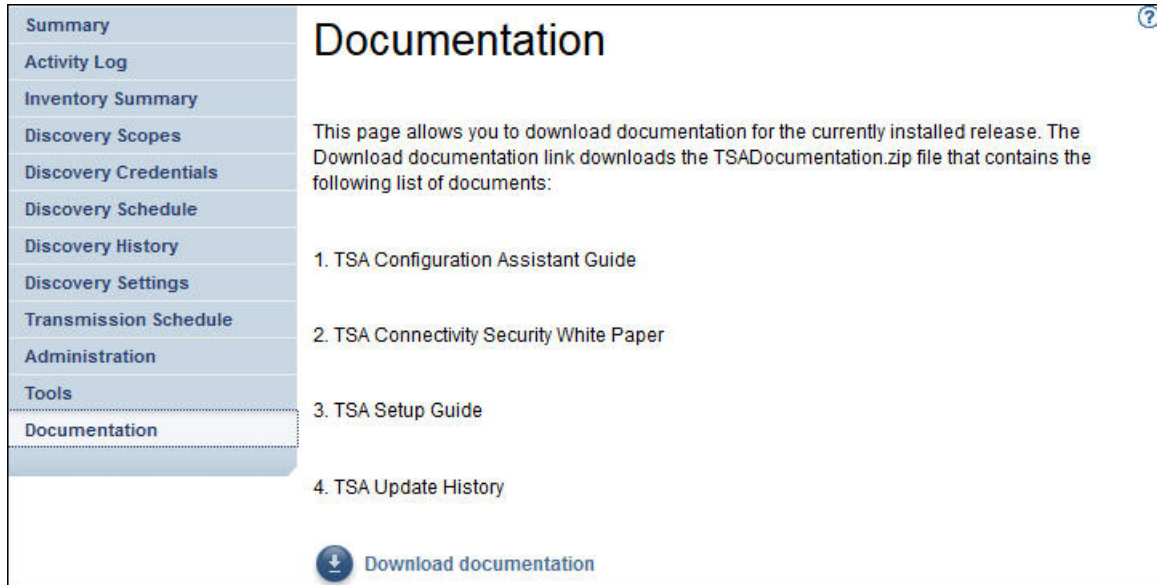 Summary
Activity Log
Inventory Summary
Discovery Scopes
Discovery Credentials
Discovery Schedule
Discovery History
Discovery Settings
Transmission Schedule
Administration
Tools
Documentation
?
Documentation
This page allows you to download documentation for the currently installed release. The
Download documentation link downloads the TSADocumentation.zip file that contains the
following list of documents:
1. TSA Configuration Assistant Guide
2. TSA Connectivity Security White Paper
3. TSA Setup Guide
4. TSA Update History
Download documentation